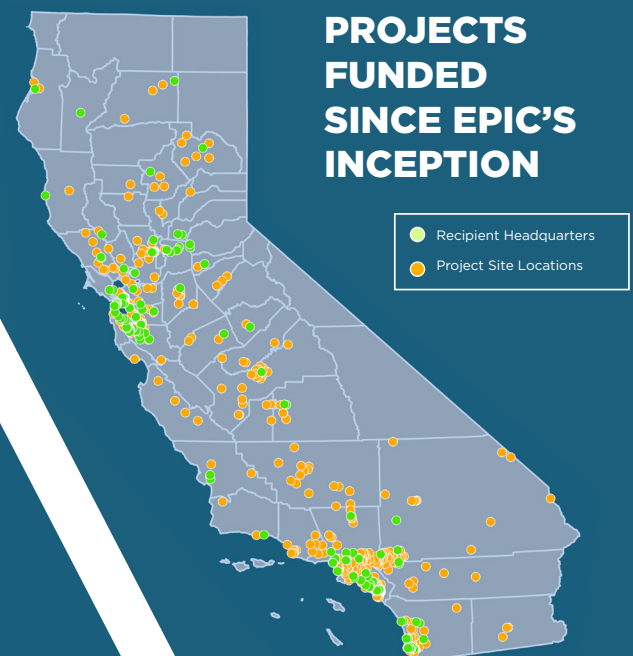 PROJECTS
FUNDED
SINCE EPIC’S
INCEPTION
Recipient Headquarters
Project Site Locations